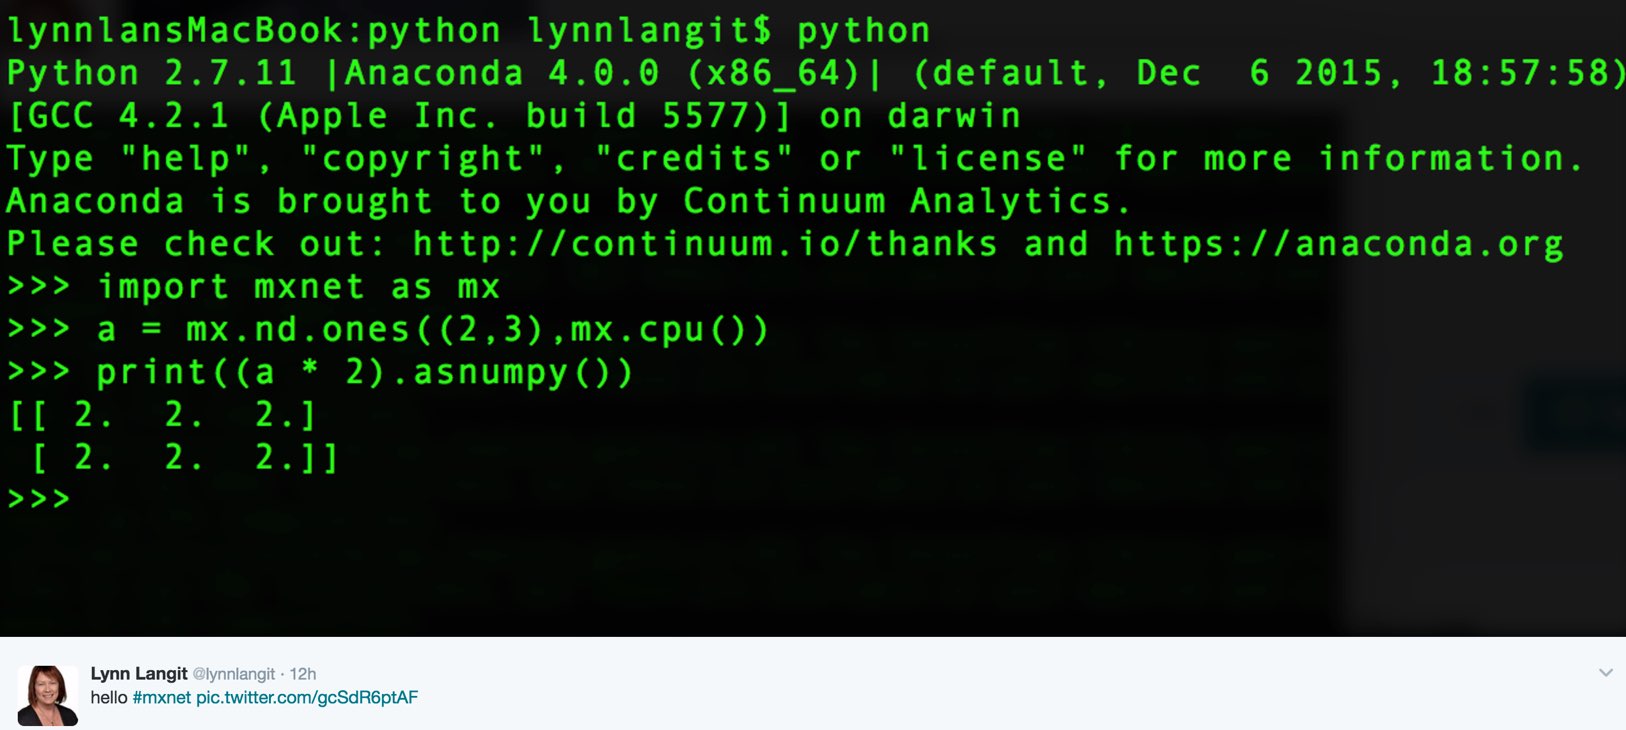 lynnlansMacBook:python lynnlangit$ python
Python 2.7.11 |Anaconda 4.0.0 (x86_64)| (default, Dec  6 2015, 18:57:58)
[GCC 4.2.1 (Apple Inc. build 5577)] on darwin
Type "help", "copyright", "credits" or "license" for more information.
Anaconda is brought to you by Continuum Analytics.
Please check out: http://continuum.io/thanks and https://anaconda.org
>>> import mxnet as mx
>>> a = mx.nd.ones((2,3),mx.cpu())
>>> print((a * 2).asnumpy())
[[ 2.  2.  2.]
 [ 2.  2.  2.]]
>>>
Lynn Langit @lynnlangit · 12h
hello #mxnet pic.twitter.com/gcSdR6ptAF